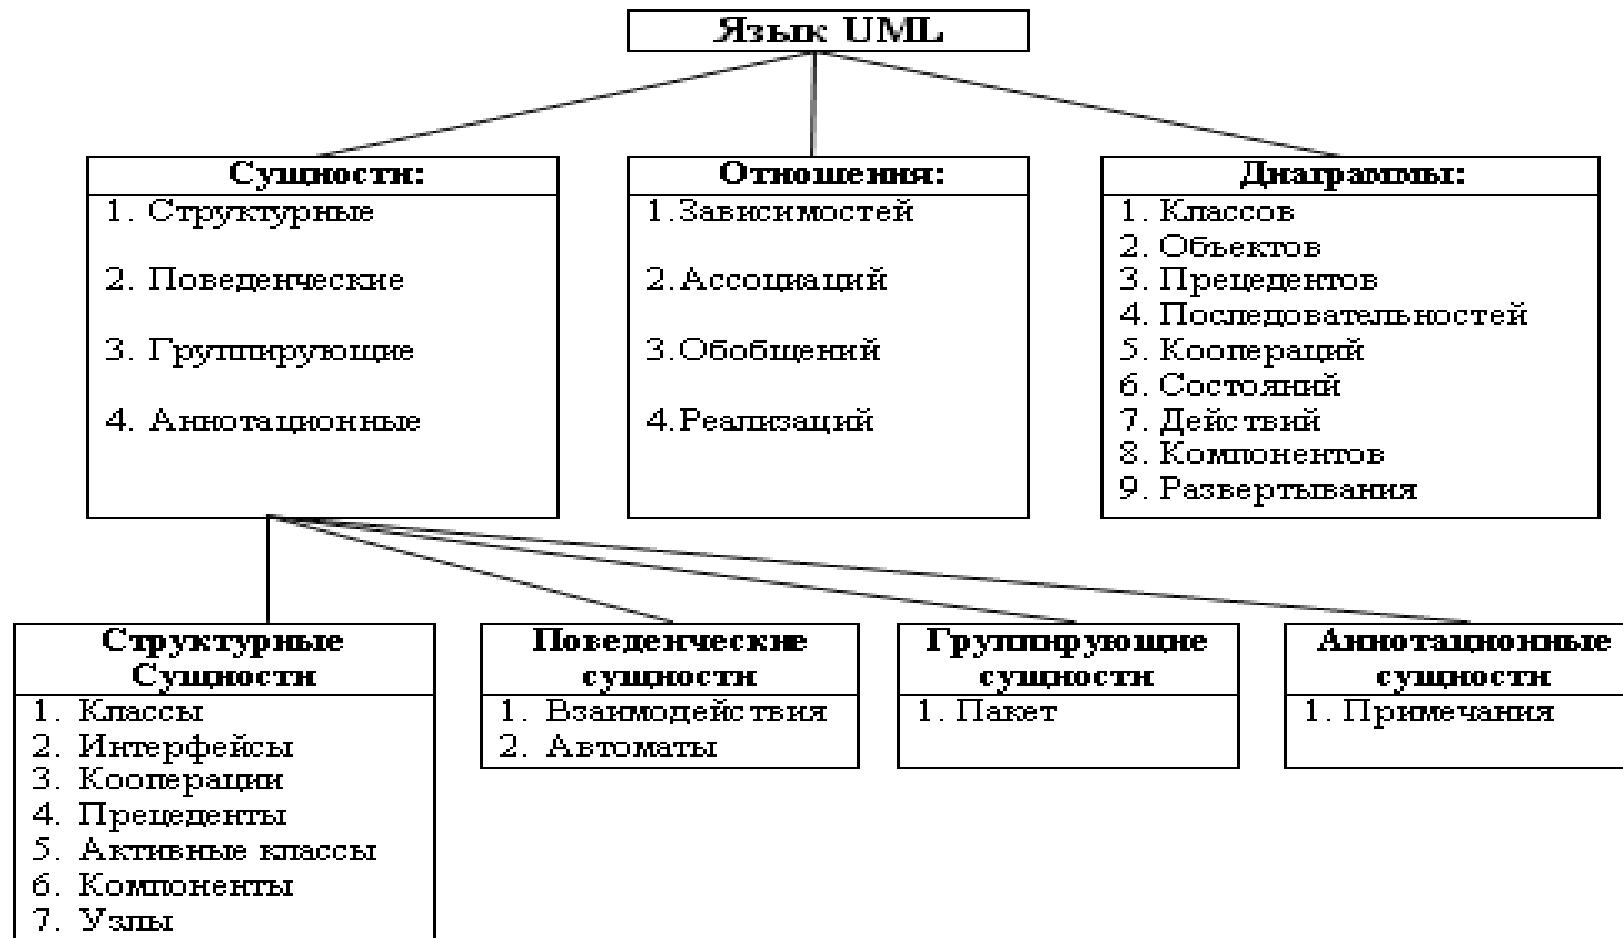 Язык UML
Сущности:
1. Структурные
2. Поведенческие
3. Группирующие
4. Аннотационные
Отношения:
1.Зависимостей
2.Ассоциаций
3.Обобщений
4.Реализаций
Диаграммы:
1. Классов
2. Объектов
3. Прецедентов
4. Последовательностей
5. Коопераций
6. Состояний
7. Действий
8. Компонентов
9. Развертывания
Структурные
Сущности
1. Классы
2. Интерфейсы
3. Кооперации
4. Прецеденты
5. Активные классы
6. Компоненты
7. Узлы
Поведенческие
сущности
1. Взаимодействия
2. Автоматы
Группирующие
сущности
1. Пакет
Аннотационные
сущности
1. Примечания